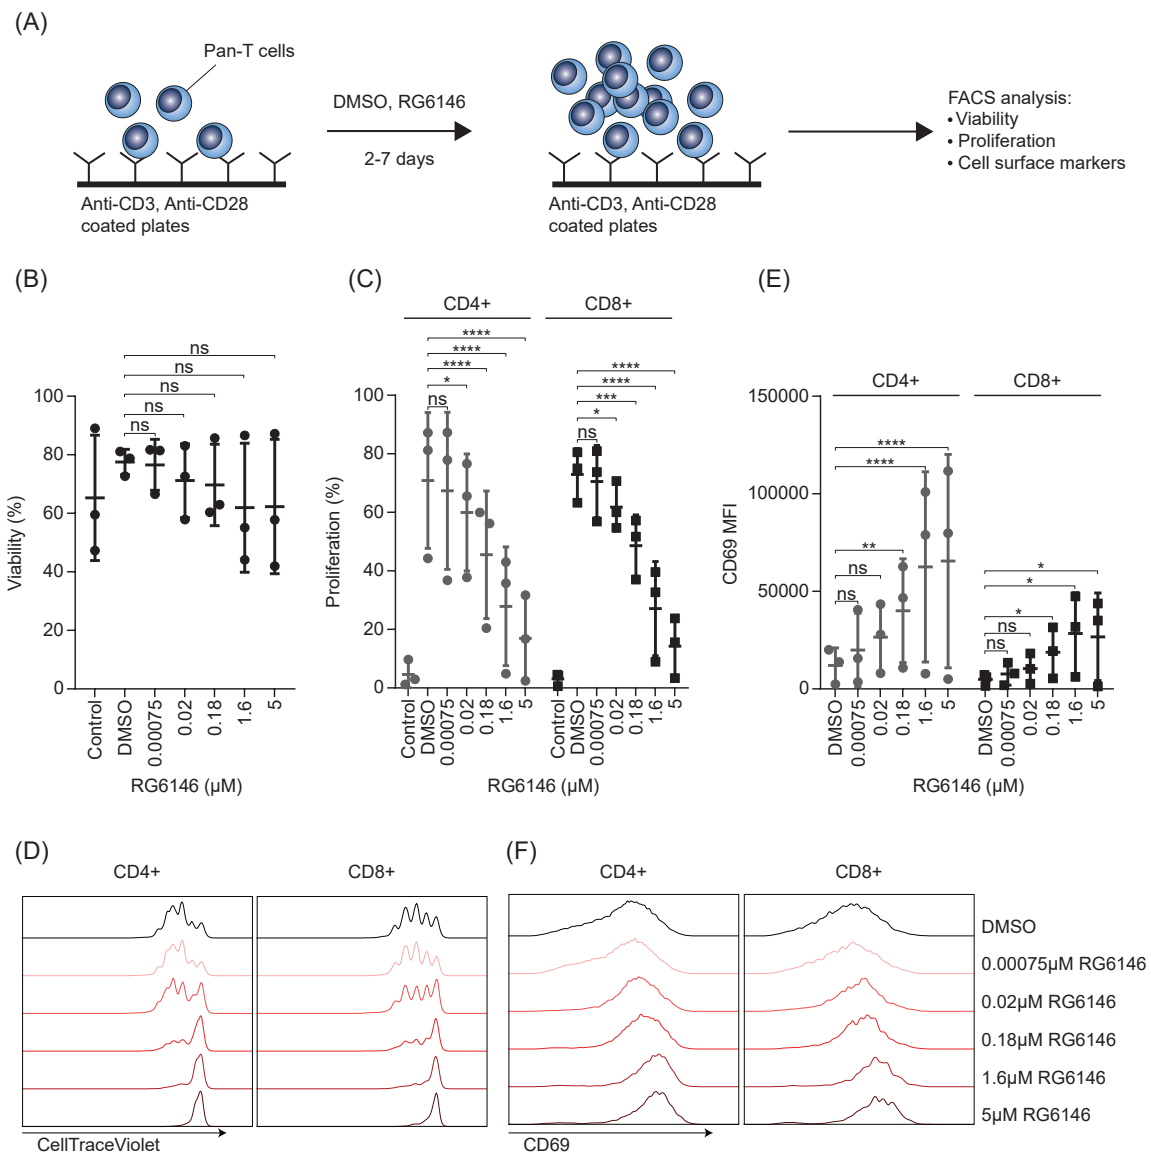 (A)
Pan-T cells
DMSO, RG6146
2-7 days
Anti-CD3, Anti-CD28
coated plates
Anti-CD3, Anti-CD28
coated plates
FACS analysis:
• Viability
• Proliferation
• Cell surface markers
(B)
ns
ns
ns
ns
ns
100
80
60
40
20
0
Viability (%)
Control
DMSO
0.00075
0.02
0.18
1.6
5
RG6146 (µM)
(C)
CD4+
CD8+
****
****
****
*
ns
****
****
***
*
ns
100
80
60
40
20
0
Proliferation (%)
Control
DMSO
0.00075
0.02
0.18
1.6
5
Control
DMSO
0.00075
0.02
0.18
1.6
5
RG6146 (µM)
(E)
CD4+
CD8+
****
****
**
ns
ns
*
*
*
ns
ns
150000
100000
50000
0
CD69 MFI
DMSO
0.00075
0.02
0.18
1.6
5
DMSO
0.00075
0.02
0.18
1.6
5
RG6146 (µM)
(D)
CD4+
CD8+
CellTraceViolet
(F)
CD4+
CD8+
DMSO
0.00075µM RG6146
0.02µM RG6146
0.18µM RG6146
1.6µM RG6146
5µM RG6146
CD69